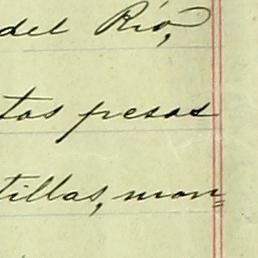 del Río,
tos pesos
tillas, mon=